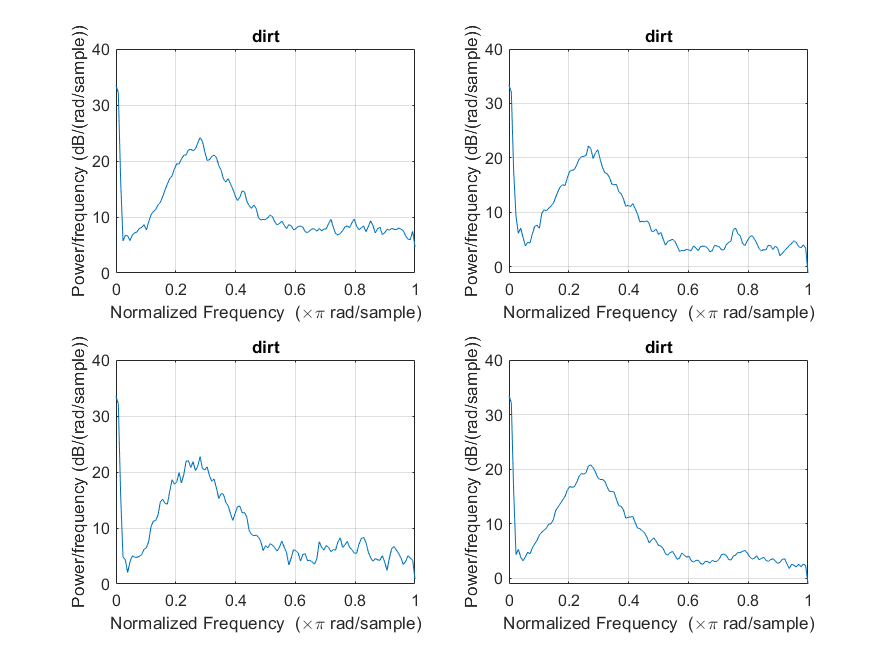 dirt
Power/frequency (dB/(rad/sample))
40
30
20
10
0
0 0.2 0.4 0.6 0.8 1
Normalized Frequency (×π rad/sample)
dirt
Power/frequency (dB/(rad/sample))
40
30
20
10
0
0 0.2 0.4 0.6 0.8 1
Normalized Frequency (×π rad/sample)
dirt
Power/frequency (dB/(rad/sample))
40
30
20
10
0
0 0.2 0.4 0.6 0.8 1
Normalized Frequency (×π rad/sample)
dirt
Power/frequency (dB/(rad/sample))
40
30
20
10
0
0 0.2 0.4 0.6 0.8 1
Normalized Frequency (×π rad/sample)